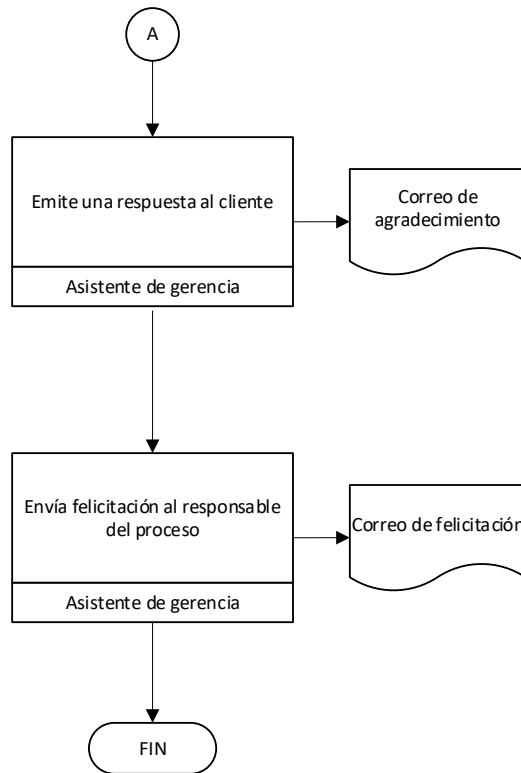 A
Emite una respuesta al cliente
Correo de
agradecimiento
Asistente de gerencia
Envía felicitación al responsable
del proceso
Correo de felicitación
Asistente de gerencia
FIN